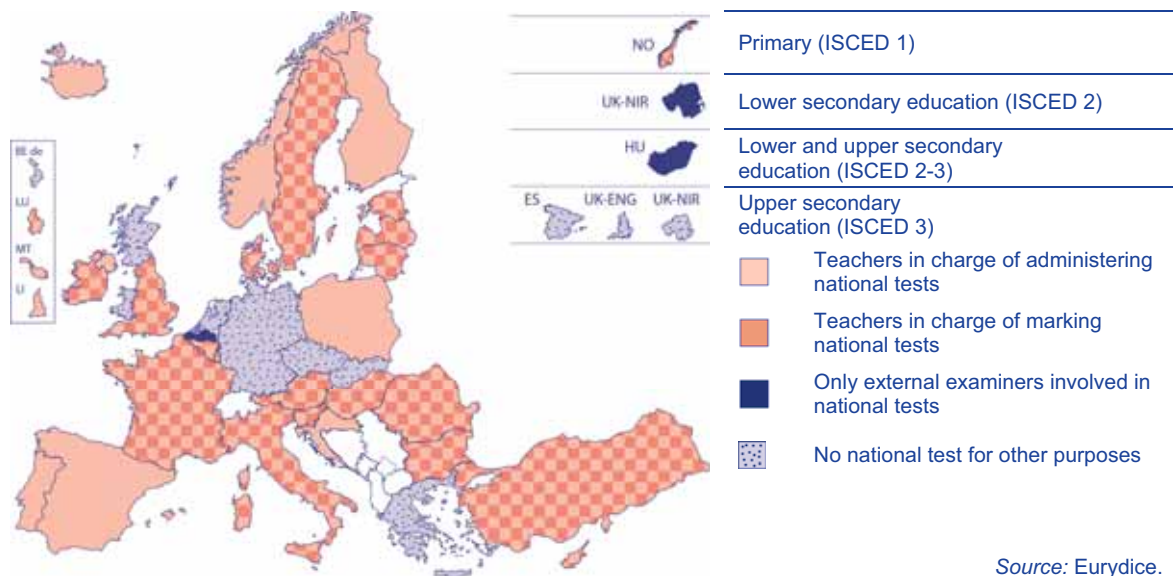 NO
Primary (ISCED 1)
UK-NIR
Lower secondary education (ISCED 2)
HU
Lower and upper secondary
education (ISCED 2-3)
ES UK-ENG UK-NIR
Upper secondary
education (ISCED 3)
BE de
LU
MT
LI
Teachers in charge of administering
national tests
Teachers in charge of marking
national tests
Only external examiners involved in
national tests
No national test for other purposes
Source: Eurydice.